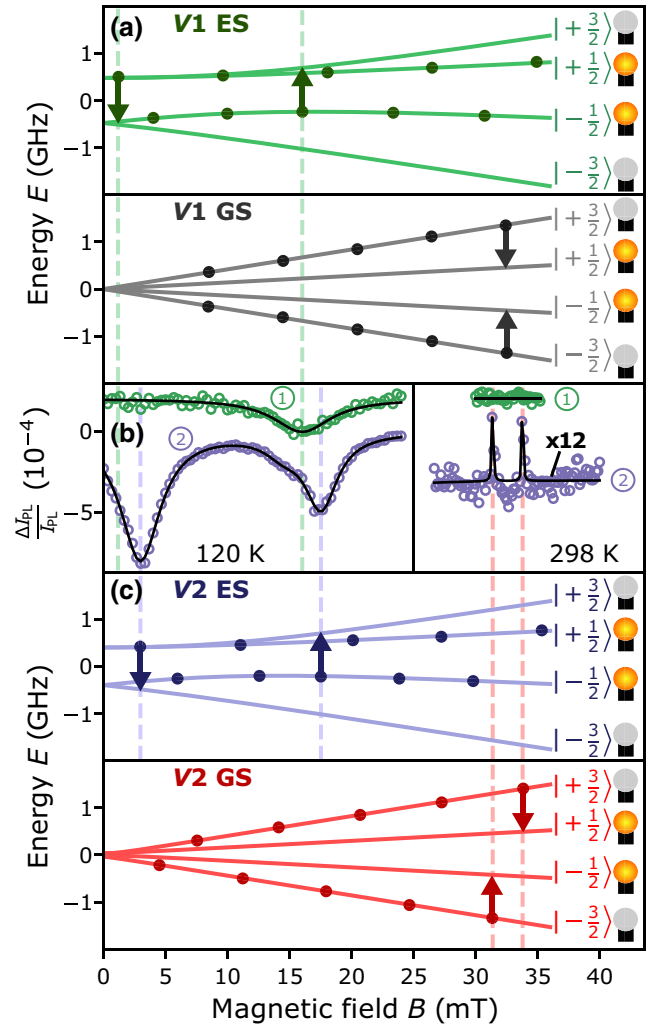 (a) V1 ES
1
0
−1
| + 3/2⟩
| + 1/2⟩
| − 1/2⟩
| − 3/2⟩
Energy E (GHz)
V1 GS
1
0
−1
| + 3/2⟩
| + 1/2⟩
| − 1/2⟩
| − 3/2⟩
(b)
ΔI_PL / I_PL (10⁻⁴)
0
−5
①
②
120 K
①
x12
②
298 K
(c) V2 ES
1
0
−1
| + 3/2⟩
| + 1/2⟩
| − 1/2⟩
| − 3/2⟩
Energy E (GHz)
V2 GS
1
0
−1
| + 3/2⟩
| + 1/2⟩
| − 1/2⟩
| − 3/2⟩
0 5 10 15 20 25 30 35 40
Magnetic field B (mT)